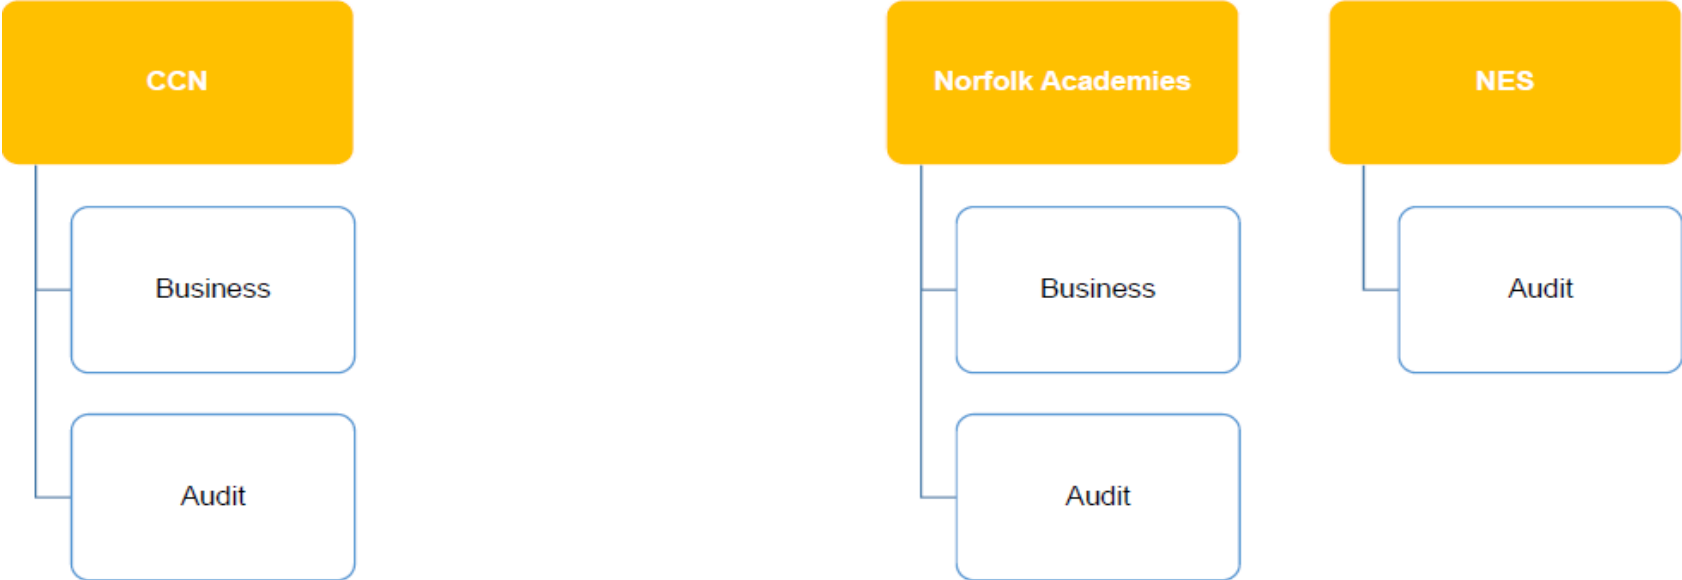 CCN
Business
Audit
Norfolk Academies
Business
Audit
NES
Audit